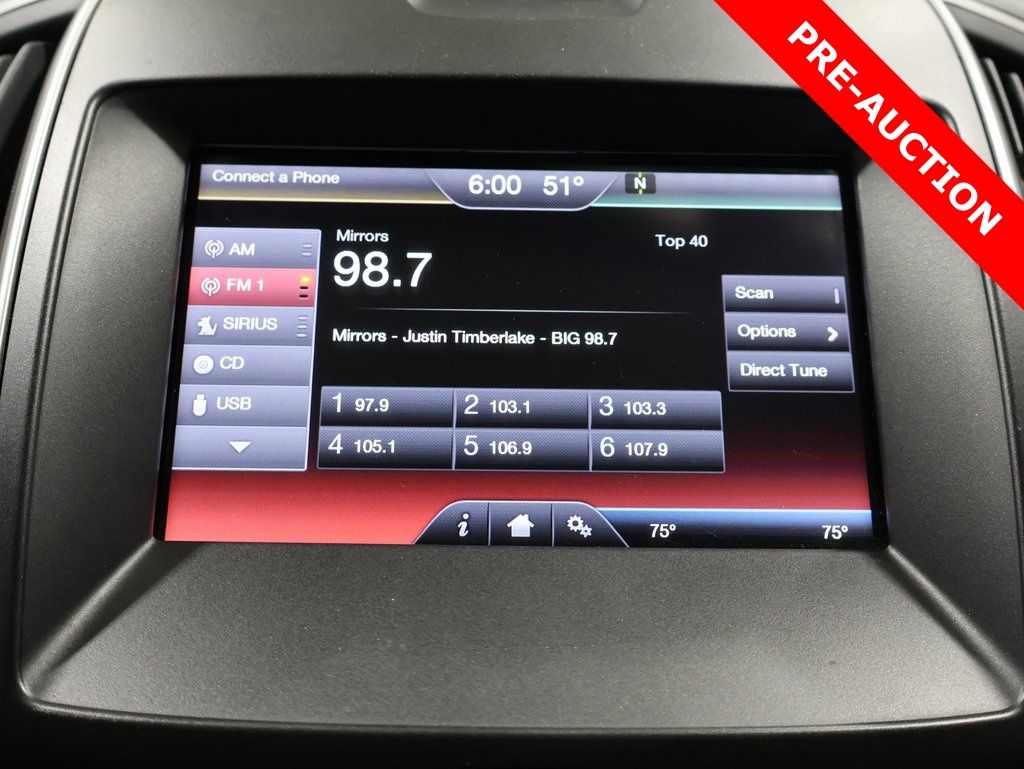 PRE-AUCTION
Connect a Phone
6:00 51° N
AM
FM 1
SIRIUS
CD
USB
Mirrors
98.7
Top 40
Mirrors - Justin Timberlake - BIG 98.7
1 97.9
2 103.1
3 103.3
4 105.1
5 106.9
6 107.9
Scan
Options
Direct Tune
i
75°
75°